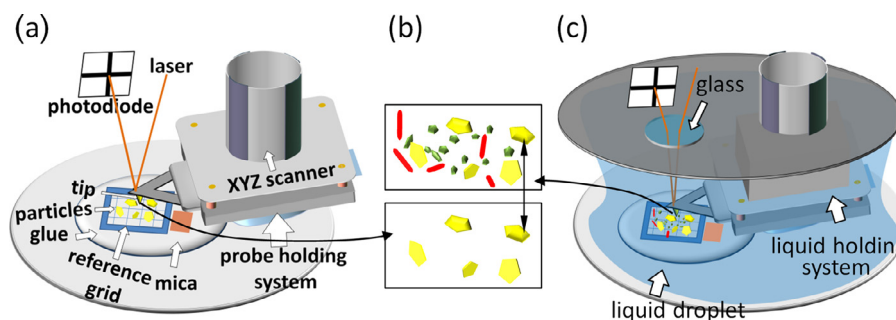 (a)
laser
photodiode
XYZ scanner
tip
particles
glue
reference
grid
mica
probe holding
system
(b)
(c)
glass
liquid holdin
system
liquid droplet